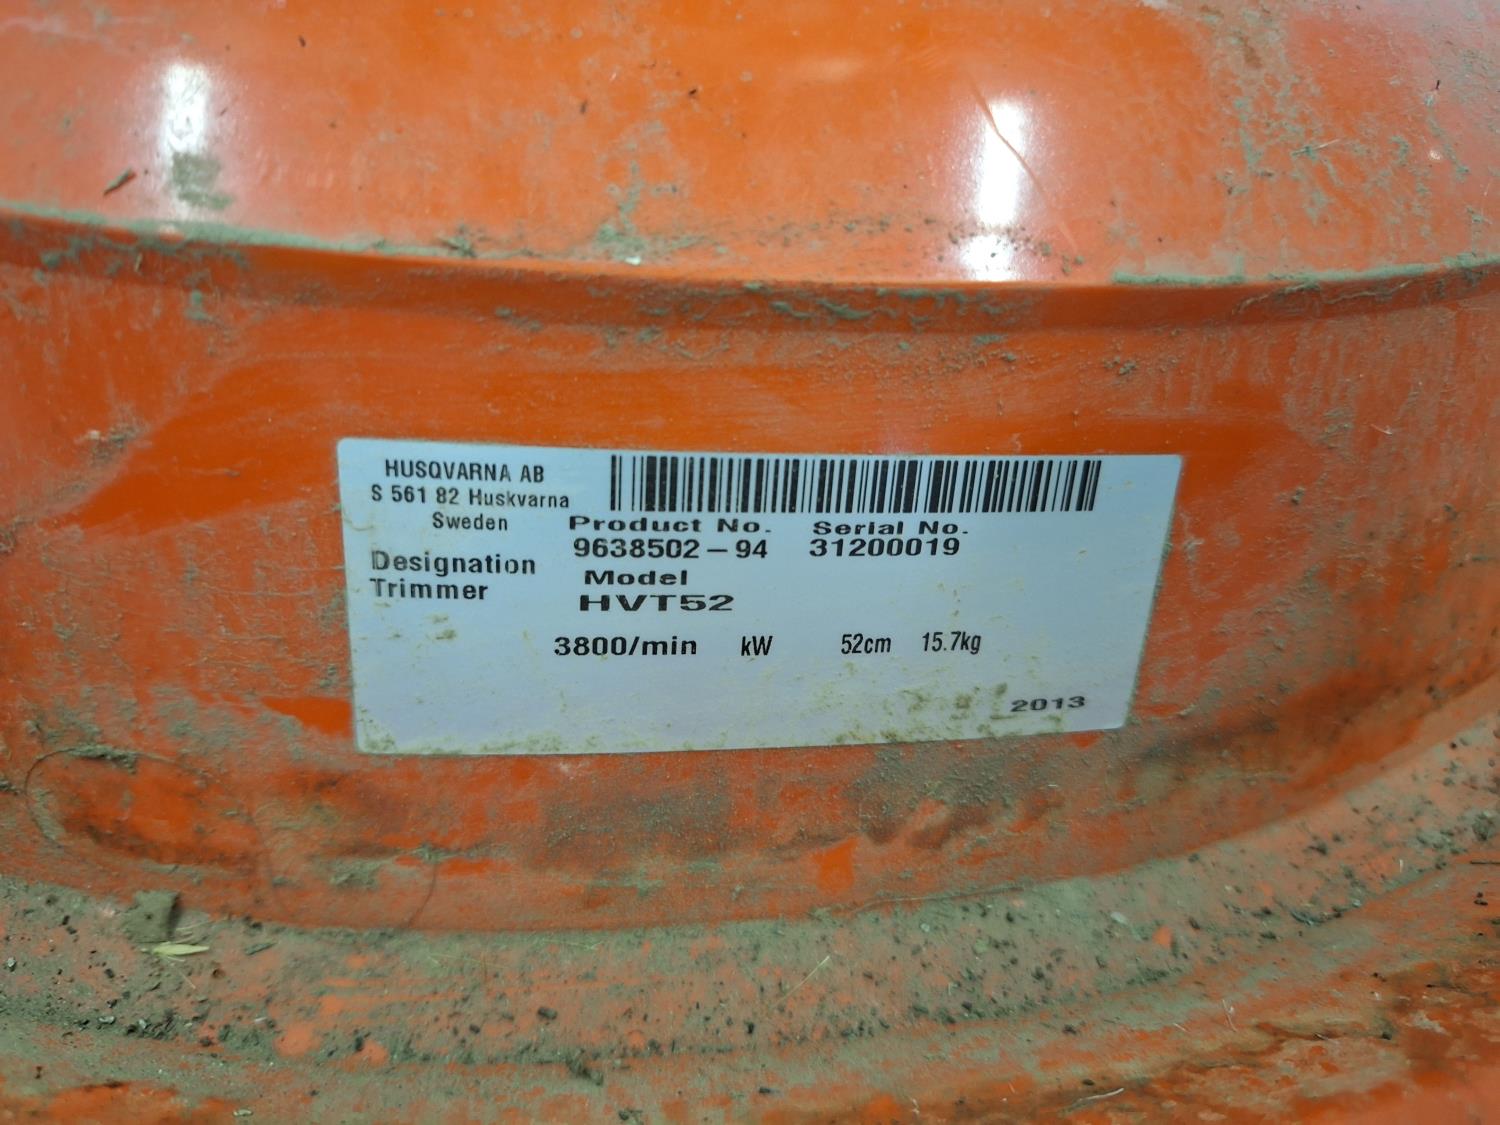 HUSQVARNA AB
S 561 82 Huskvarna
Sweden
Product No. Serial No.
9638502-94 31200019
Designation
Trimmer
Model
HVT52
3800/min kW 52cm 15.7kg
2013